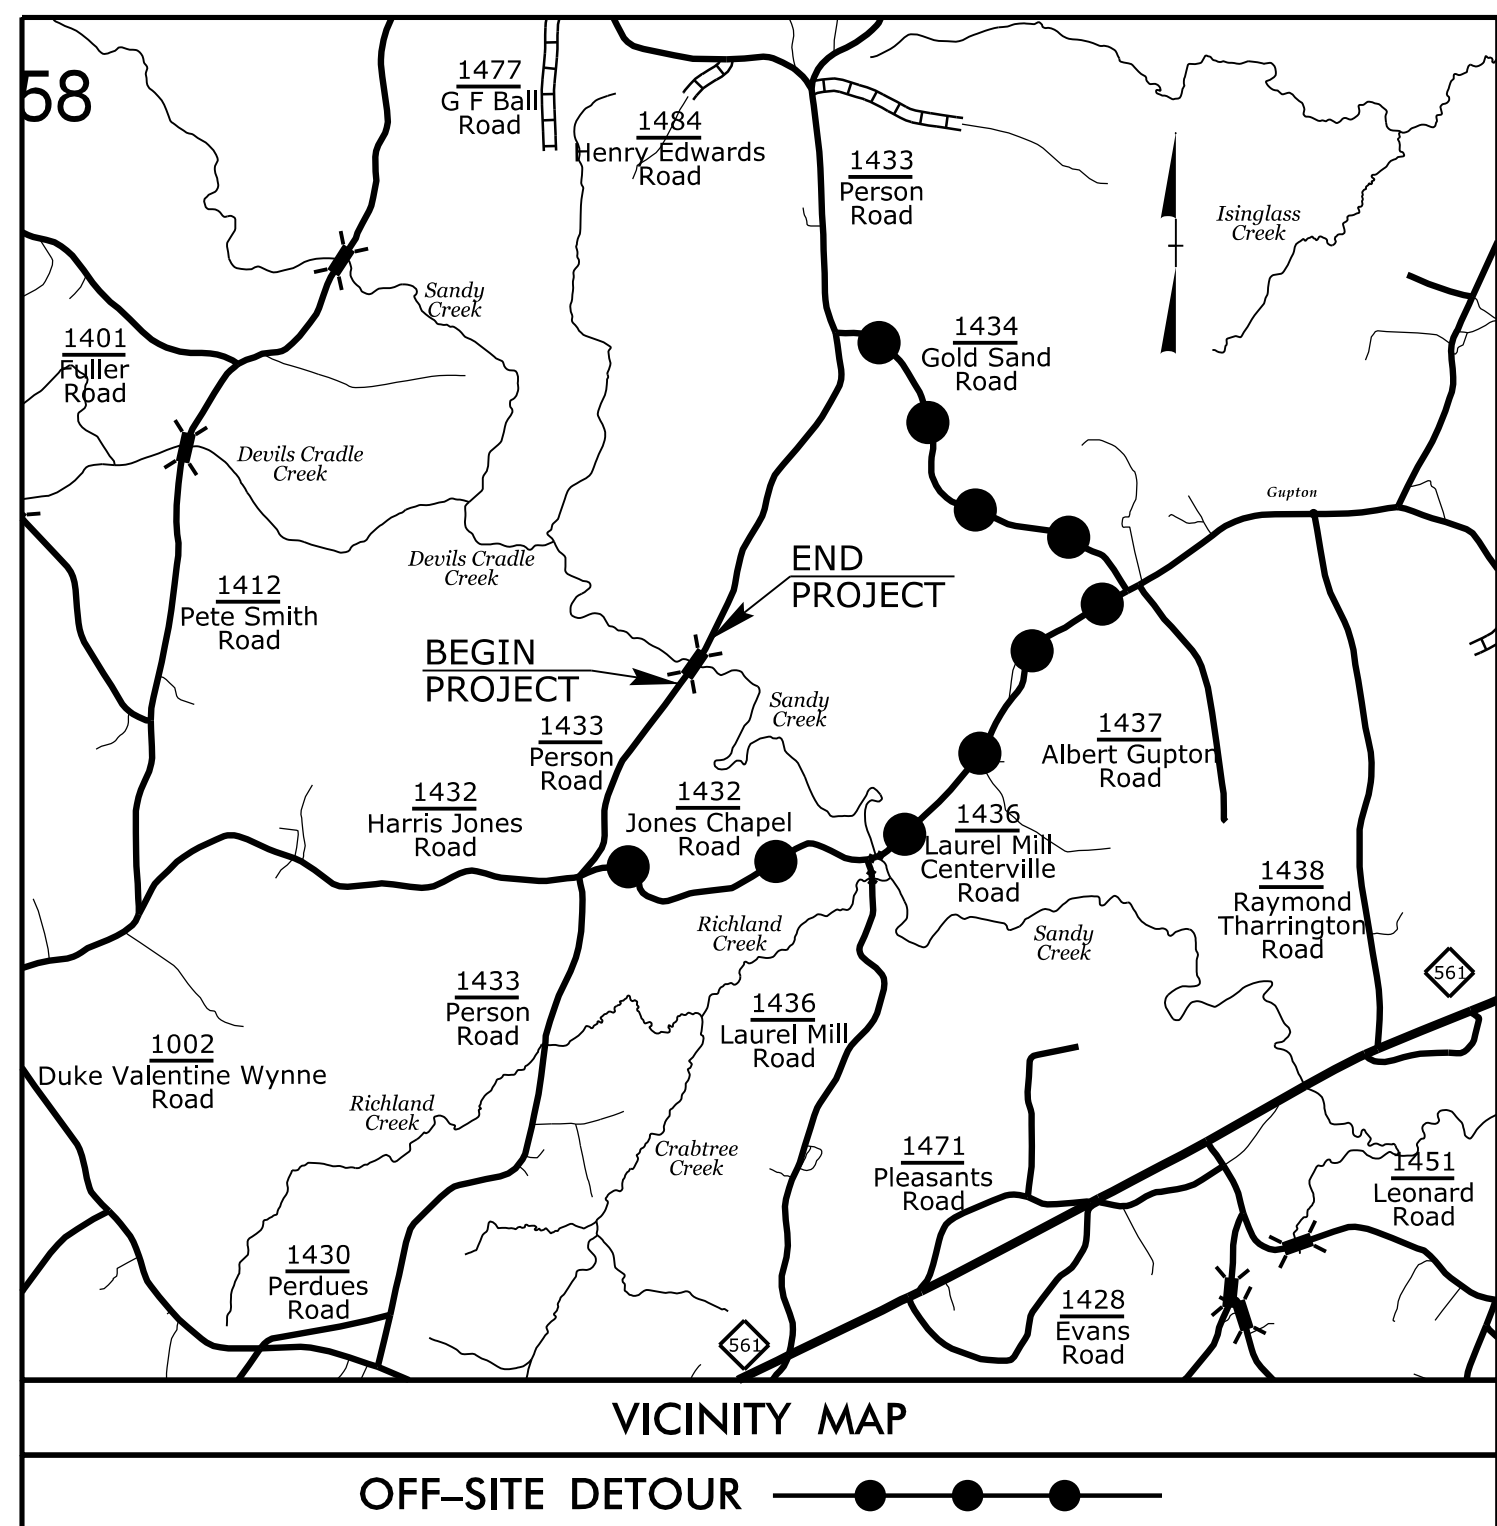 58
1477
G F Ball
Road
1484
Henry Edwards
Road
1433
Person
Road
Isinglass
Creek
Sandy
Creek
1401
Fuller
Road
1434
Gold Sand
Road
Devils Cradle
Creek
Gupton
Devils Cradle
Creek
END
PROJECT
1412
Pete Smith
Road
BEGIN
PROJECT
Sandy
Creek
1433
Person
Road
1437
Albert Gupton
Road
1432
Harris Jones
Road
1432
Jones Chapel
Road
1436
Laurel Mill
Centerville
Road
1438
Raymond
Tharrington
Road
Richland
Creek
Sandy
Creek
561
1433
Person
Road
1436
Laurel Mill
Road
1002
Duke Valentine Wynne
Road
Richland
Creek
Crabtree
Creek
1471
Pleasants
Road
1451
Leonard
Road
1430
Perdues
Road
1428
Evans
Road
561
VICINITY MAP
OFF-SITE DETOUR